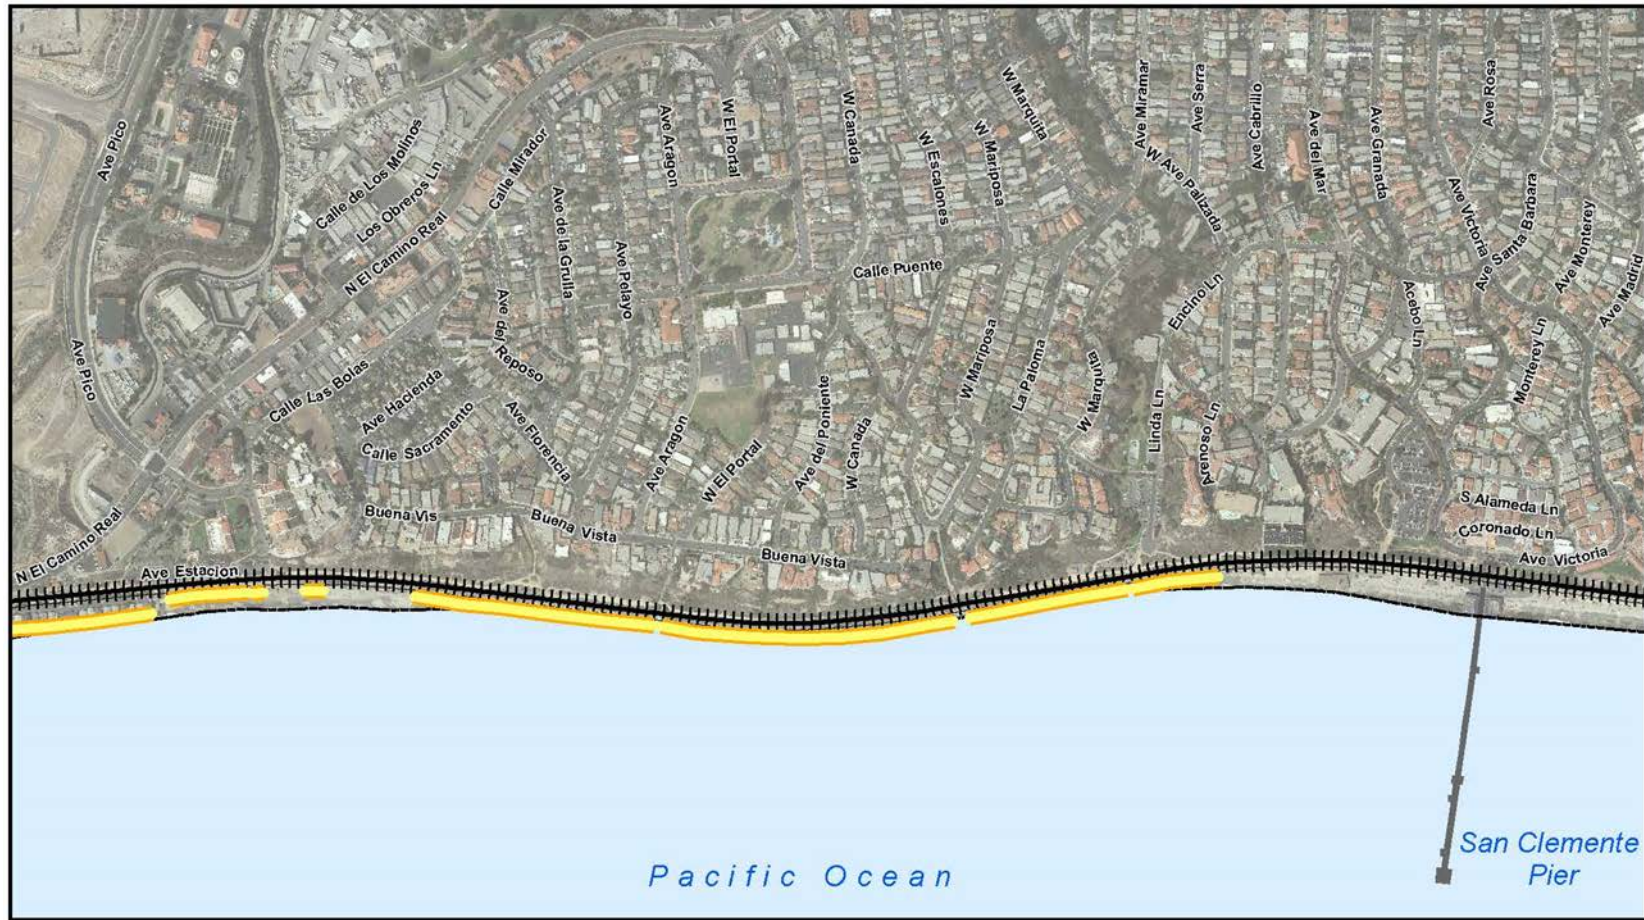 Ave Pico
Calle de Los Molinos
Los Obreros Ln
N El Camino Real
Calle Mirador
Ave de la Grulla
Ave Pelayo
Ave Aragon
W El Portal
W Canada
W Escalones
W Mariposa
W Marquita
Ave Miramar
Ave Serra
Ave Cabrillo
Ave del Mar
Ave Granada
Ave Rosa
W Ave Palizada
Ave Victoria
Ave Santa Barbara
Ave Monterey
Ave Madrid
Calle Puente
Encino Ln
Acebo Ln
Monterey Ln
Ave Pico
Calle Las Bolas
Ave del Reposo
Ave Hacienda
Calle Sacramento
Ave Florencia
Ave Aragon
W El Portal
Ave del Poniente
W Canada
W Mariposa
La Paloma
W Marquita
Linda Ln
Arenoso Ln
S Alameda Ln
Coronado Ln
Ave Victoria
N El Camino Real
Buena Vis
Buena Vista
Buena Vista
Ave Estacion
Pacific Ocean
San Clemente
Pier